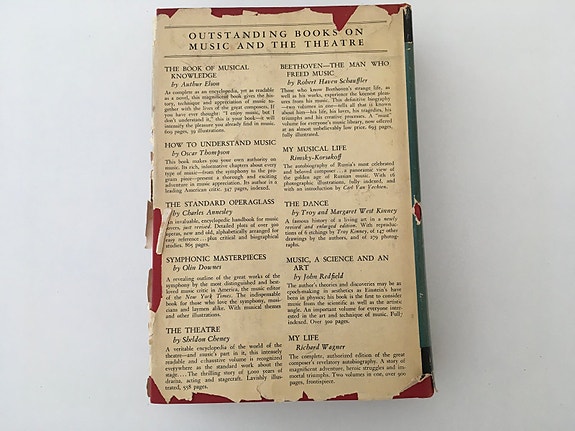 OUTSTANDING BOOKS ON
MUSIC AND THE THEATRE
THE BOOK OF MUSICAL
KNOWLEDGE
by Authur Elson
As complete as an encyclopedia, yet as readable
as a novel, this magnificent book gives the his-
tory, technique and appreciation of music to-
gether with the lives of the great composers. If
you have ever thought: "I enjoy music, but I
don't understand it," this is your book—it will
intensify the pleasure you already find in music.
609 pages, 59 illustrations.
HOW TO UNDERSTAND MUSIC
by Oscar Thompson
This book makes you your own authority on
music. Its rich, informative chapters about every
type of music—from the symphony to the pro-
gram piece—present a thorough and exciting
adventure in music appreciation. Its author is a
leading American critic. 347 pages, indexed.
THE STANDARD OPERAGLASS
by Charles Annesley
An invaluable, encyclopedic handbook for music
lovers, just revised. Detailed plots of over 300
operas, new and old, alphabetically arranged for
easy reference . . . plus critical and biographical
studies. 865 pages.
SYMPHONIC MASTERPIECES
by Olin Downes
A revealing outline of the great works of the
symphony by the most distinguished and best-
loved music critic in America, the music editor
of the New York Times. The indispensable
book for those who love the symphony, musi-
cians and laymen alike. With musical themes
and other illustrations.
THE THEATRE
by Sheldon Cheney
A veritable encyclopedia of the world of the
theatre—and music's part in it, this intensely
readable and exhaustive volume is recognized
everywhere as the standard work about the
stage. . . . The thrilling story of 3,000 years of
drama, acting and stagecraft. Lavishly illus-
trated, 558 pages.
BEETHOVEN—THE MAN WHO
FREED MUSIC
by Robert Haven Schauffler
Those who know Beethoven's strange life, as
well as his works, experience the keenest pleas-
ures from his music. This definitive biography
—two volumes in one—tells all that is known
about him—his life, his loves, his tragedies, his
triumphs and his creative processes. A "must"
volume for everyone's music library, now offered
at an almost unbelievably low price. 693 pages,
fully illustrated.
MY MUSICAL LIFE
Rimsky-Korsakoff
The autobiography of Russia's most celebrated
and beloved composer . . . a panoramic view of
the golden age of Russian music. With 16
photographic illustrations, fully indexed, and
with an introduction by Carl Van Vechten.
THE DANCE
by Troy and Margaret West Kinney
A famous history of a living art in a newly
revised and enlarged edition. With reproductions
of 6 etchings by Troy Kinney, of 147 other
drawings by the authors, and of 279 photog-
raphs.
MUSIC, A SCIENCE AND AN
ART
by John Redfield
The author's theories and discoveries may be as
epoch-making in aesthetics as Einstein's have
been in physics; his book is the first to consider
music from the scientific as well as the artistic
angle. An important volume for everyone inter-
ested in the art and technique of music. Fully
indexed. Over 300 pages.
MY LIFE
Richard Wagner
The complete, authorized edition of the great
composer's revelatory autobiography. A story of
magnificent adventure, heroic struggles and im-
mortal triumphs. Two volumes in one, over 900
pages, frontispiece.